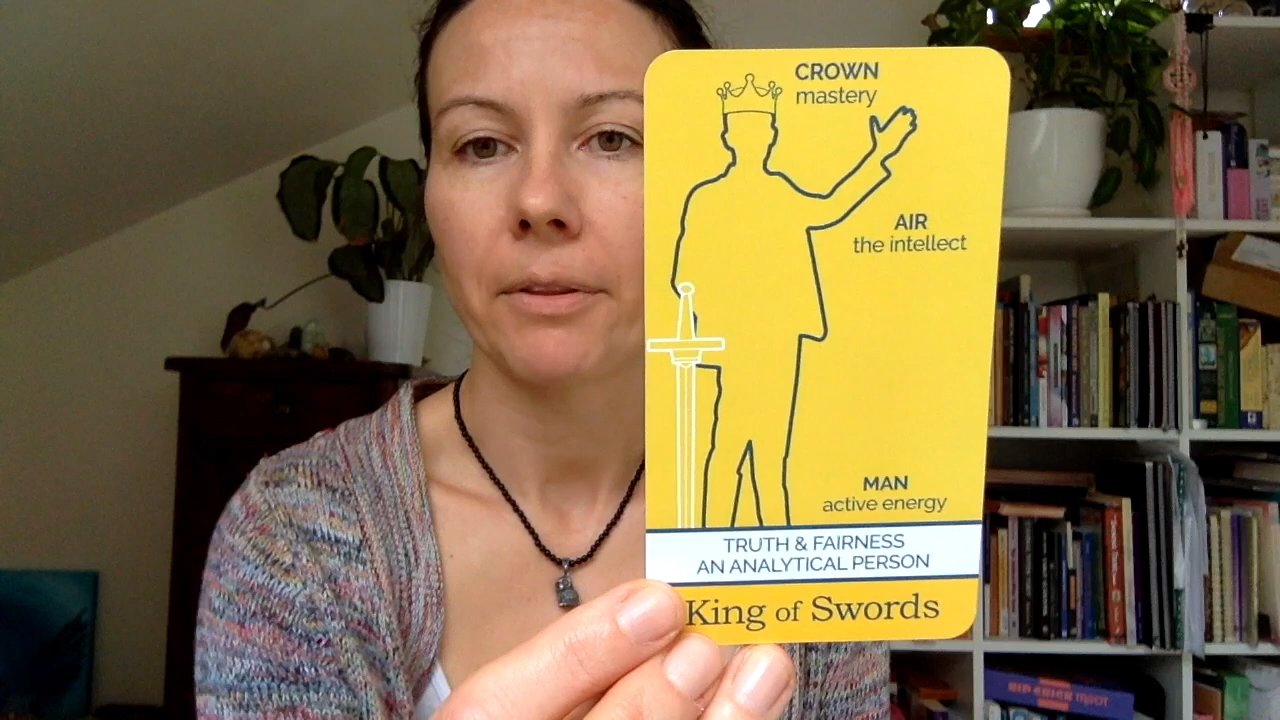 CROWN
mastery
AIR
the intellect
MAN
active energy
TRUTH & FAIRNESS
AN ANALYTICAL PERSON
King of Swords